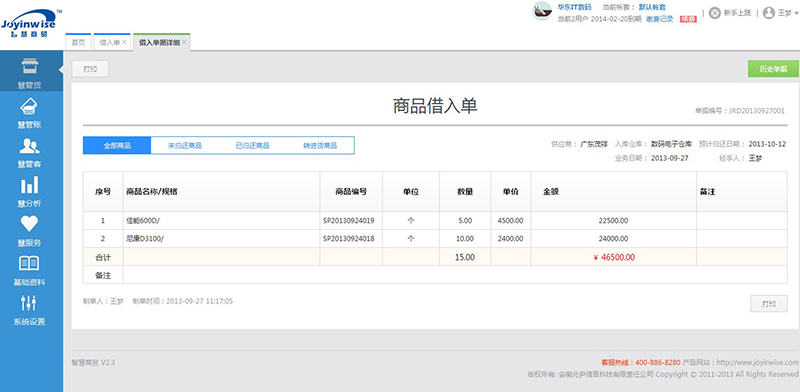 Joyinwise TM
智慧商贸
华东IT数码 当前帐套：默认帐套
当前2用户 2014-02-20到期 缴费记录 续费
新手上路 王梦
首页 借入单 借入单据详细
慧管货
慧管账
慧管客
慧分析
慧服务
基础资料
系统设置
打印 历史单据
商品借入单
单据编号：JRD20130927001
全部商品 未归还商品 已归还商品 转进货商品
供应商：广东茂祥 入库仓库：数码电子仓库 预计归还日期：2013-10-12
业务日期：2013-09-27 经手人：王梦
序号 商品名称/规格 商品编号 单位 数量 单价 金额 备注
1 佳能600D/ SP20130924019 个 5.00 4500.00 22500.00
2 尼康D3100/ SP20130924018 个 10.00 2400.00 24000.00
合计 15.00 ¥ 46500.00
备注
制单人：王梦 制单时间：2013-09-27 11:17:05
打印
智慧商贸 V2.3
客服热线：400-886-8280 产品网站：http://www.joyinwise.com
版权所有: 安徽兆尹信息科技有限责任公司 Copyright © 2011-2013 All Rights Reserved